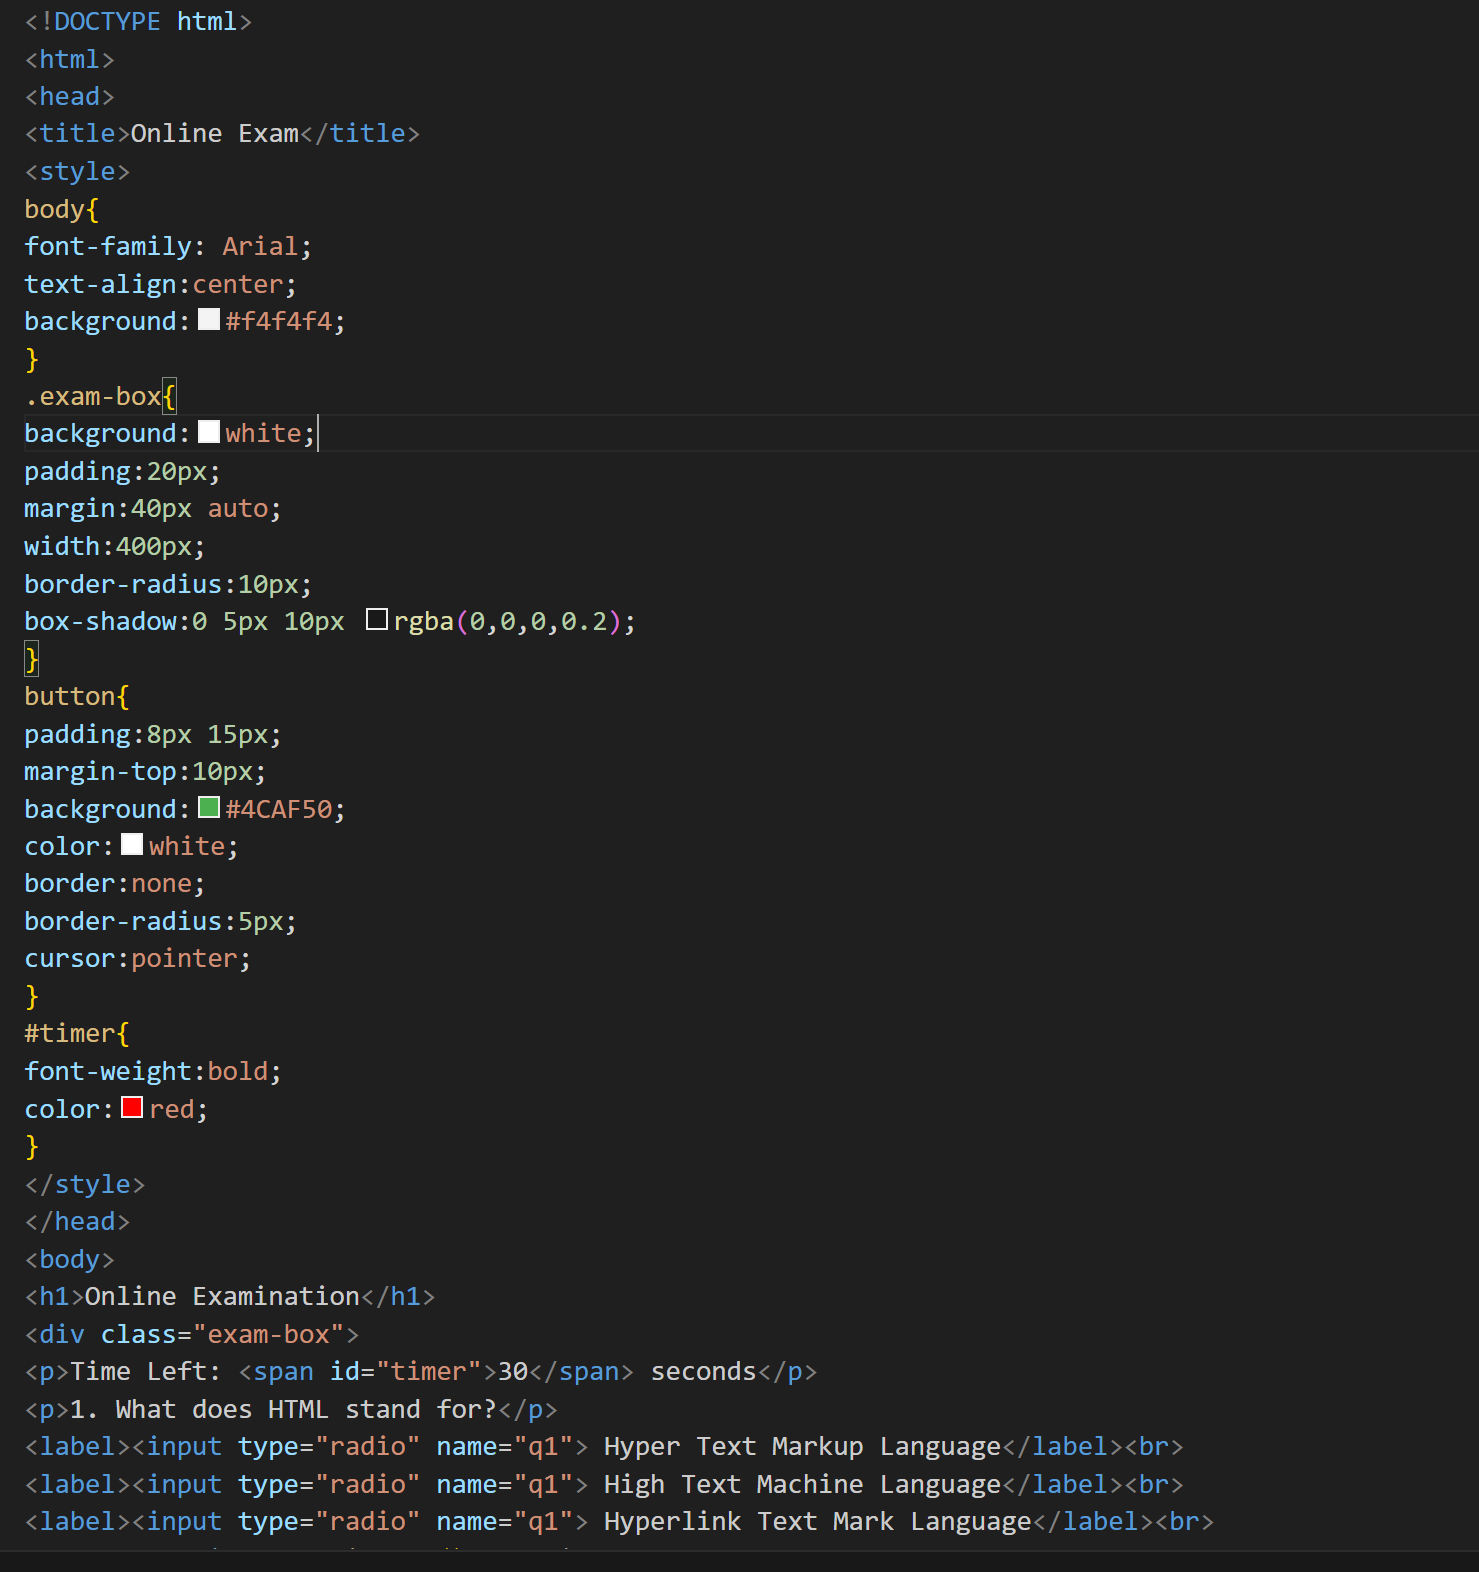 <!DOCTYPE html>
<html>
<head>
<title>Online Exam</title>
<style>
body{
font-family: Arial;
text-align:center;
background:#f4f4f4;
}
.exam-box{
background:white;
padding:20px;
margin:40px auto;
width:400px;
border-radius:10px;
box-shadow:0 5px 10px rgba(0,0,0,0.2);
}
button{
padding:8px 15px;
margin-top:10px;
background:#4CAF50;
color:white;
border:none;
border-radius:5px;
cursor:pointer;
}
#timer{
font-weight:bold;
color:red;
}
</style>
</head>
<body>
<h1>Online Examination</h1>
<div class="exam-box">
<p>Time Left: <span id="timer">30</span> seconds</p>
<p>1. What does HTML stand for?</p>
<label><input type="radio" name="q1"> Hyper Text Markup Language</label><br>
<label><input type="radio" name="q1"> High Text Machine Language</label><br>
<label><input type="radio" name="q1"> Hyperlink Text Mark Language</label><br>